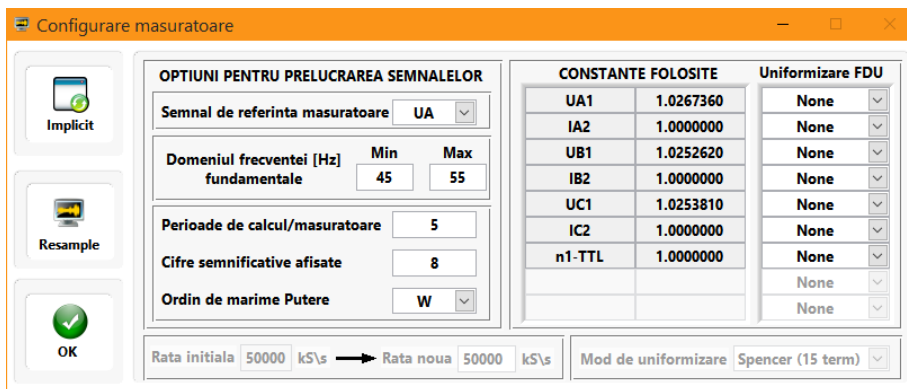 Configurare masuratoare
Implicit
Resample
OK
OPTIUNI PENTRU PRELUCRAREA SEMNALELOR
Semnal de referinta masuratoare UA
Min Max
Domeniul frecventei [Hz]
fundamentale 45 55
Perioade de calcul/masuratoare 5
Cifre semnificative afisate 8
Ordin de marime Putere W
CONSTANTE FOLOSITE Uniformizare FDU
UA1 1.0267360 None
IA2 1.0000000 None
UB1 1.0252620 None
IB2 1.0000000 None
UC1 1.0253810 None
IC2 1.0000000 None
n1-TTL 1.0000000 None
None
None
Rata initiala 50000 kS\s Rata noua 50000 kS\s
Mod de uniformizare Spencer (15 term)